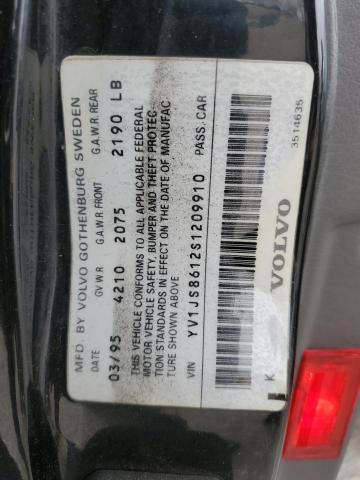 MFD BY VOLVO GOTHENBURG SWEDEN
DATE G.V.W.R G.A.W.R FRONT G.A.W.R. REAR
03/95 4210 2075 2190 LB
THIS VEHICLE CONFORMS TO ALL APPLICABLE FEDERAL
MOTOR VEHICLE SAFETY, BUMPER AND THEFT PROTEC-
TION STANDARDS IN EFFECT ON THE DATE OF MANUFAC
TURE SHOWN ABOVE.
VIN YV1JS8612S1209910 PASS. CAR
K VOLVO 3514635